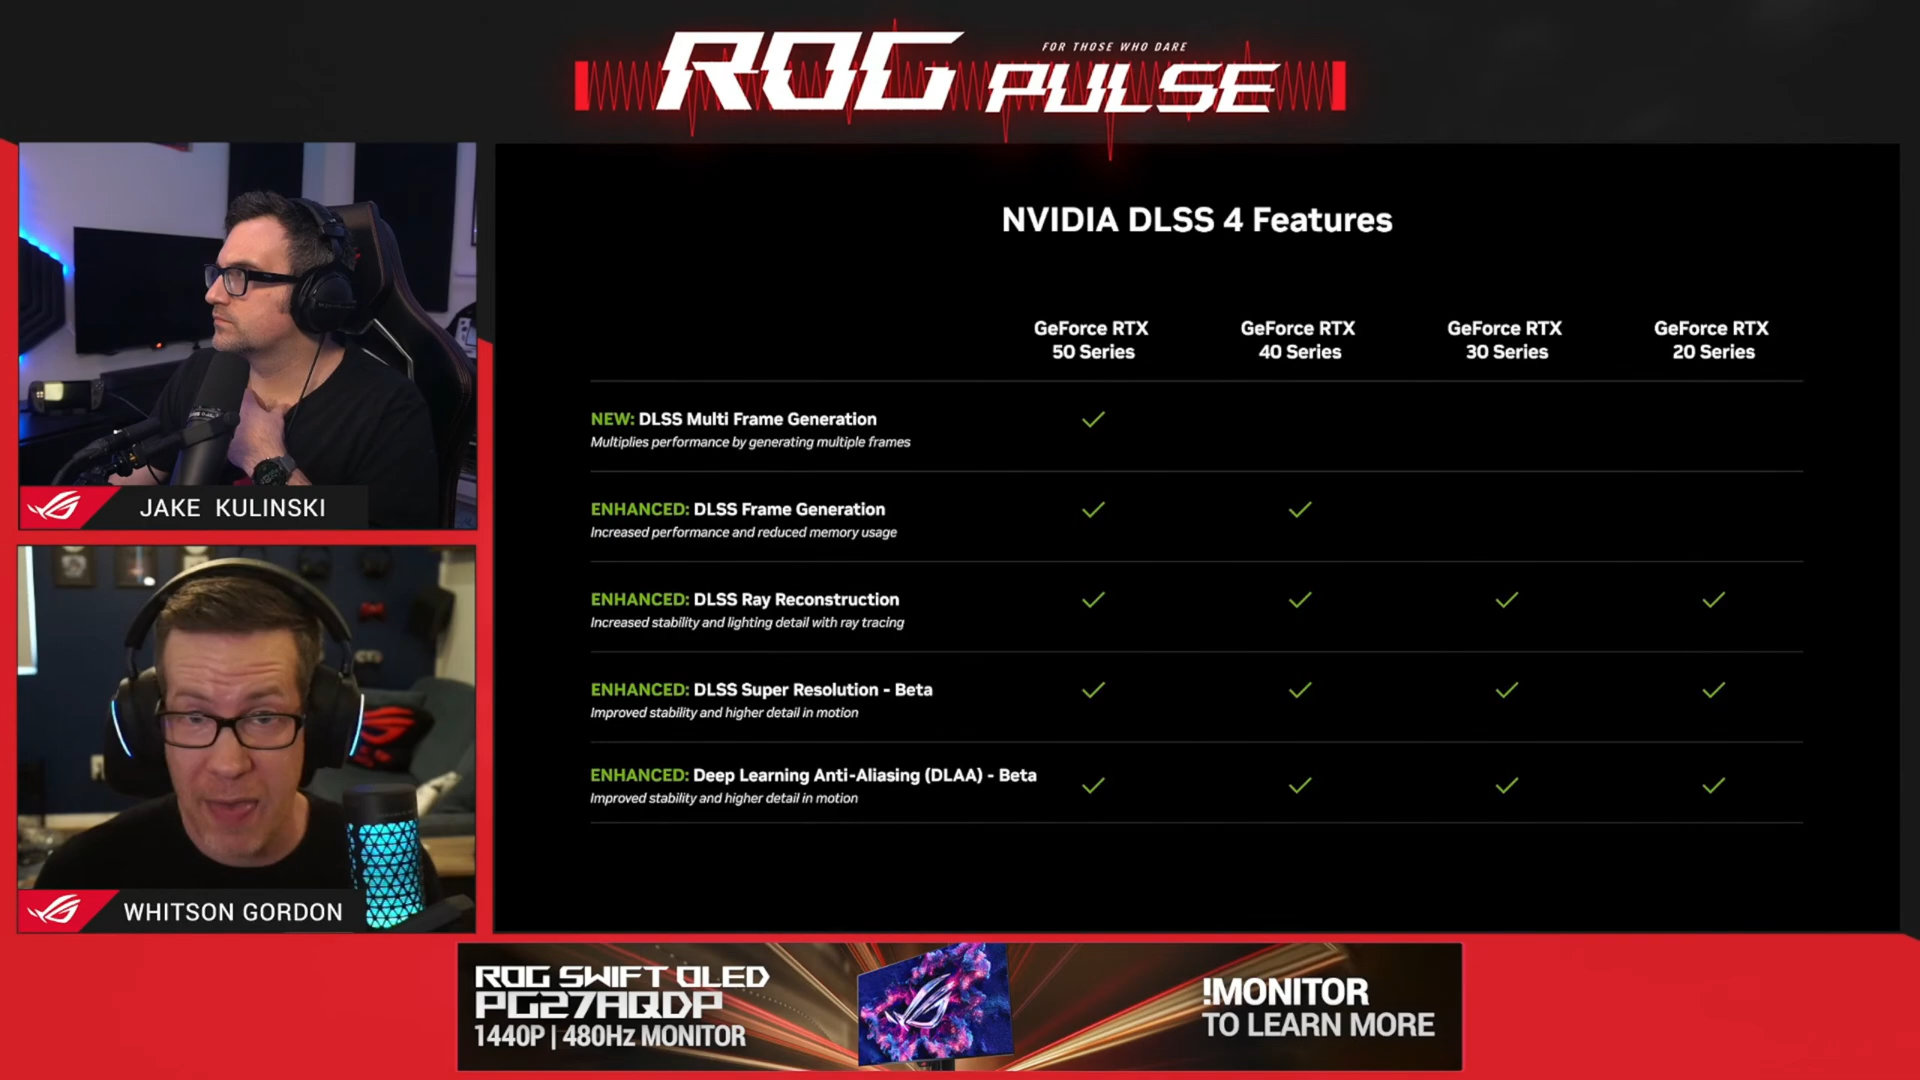 ROG
FOR THOSE WHO DARE
PULSE
JAKE KULINSKI
WHITSON GORDON
NVIDIA DLSS 4 Features
GeForce RTX
50 Series
GeForce RTX
40 Series
GeForce RTX
30 Series
GeForce RTX
20 Series
NEW: DLSS Multi Frame Generation
Multiplies performance by generating multiple frames
ENHANCED: DLSS Frame Generation
Increased performance and reduced memory usage
ENHANCED: DLSS Ray Reconstruction
Increased stability and lighting detail with ray tracing
ENHANCED: DLSS Super Resolution - Beta
Improved stability and higher detail in motion
ENHANCED: Deep Learning Anti-Aliasing (DLAA) - Beta
Improved stability and higher detail in motion
ROG SWIFT OLED
PG27AQDP
1440P | 480Hz MONITOR
!MONITOR
TO LEARN MORE